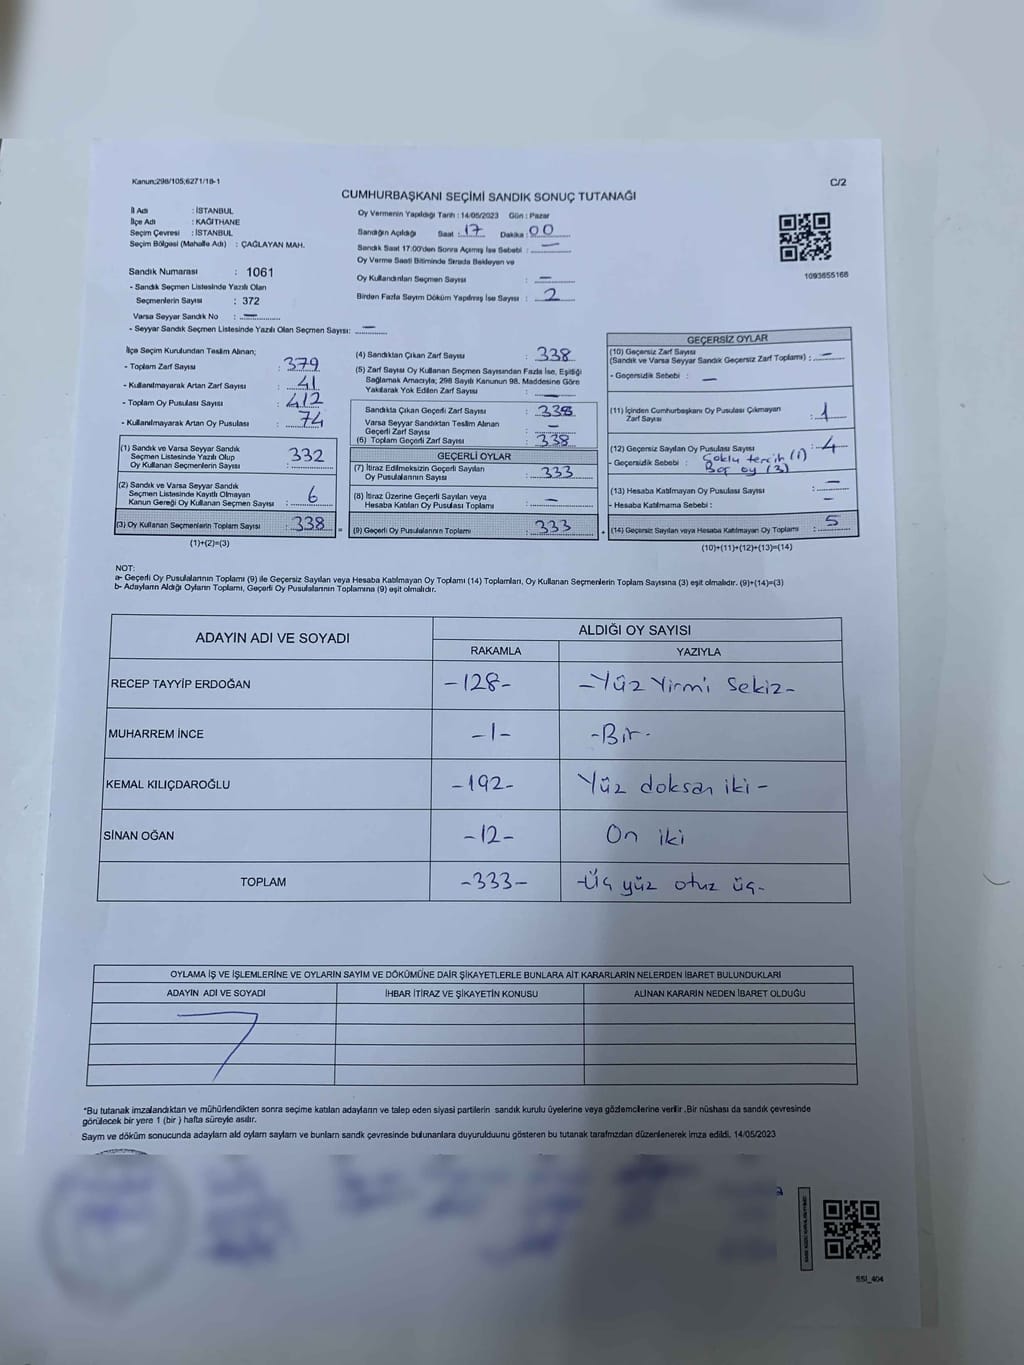 Kanun;298/105;6271/18-1
C/2
CUMHURBAŞKANI SEÇİMİ SANDIK SONUÇ TUTANAĞI
İl Adı : İSTANBUL
İlçe Adı : KAĞITHANE
Seçim Çevresi : İSTANBUL
Seçim Bölgesi (Mahalle Adı) : ÇAĞLAYAN MAH.
Sandık Numarası : 1061
- Sandık Seçmen Listesinde Yazılı Olan
Seçmenlerin Sayısı : 372
Varsa Seyyar Sandık No : —
- Seyyar Sandık Seçmen Listesinde Yazılı Olan Seçmen Sayısı: —
Oy Vermenin Yapıldığı Tarih : 14/05/2023 Gün : Pazar
Sandığın Açıldığı Saat : 17 Dakika : 00
Sandık Saat 17:00'den Sonra Açılmış İse Sebebi : —
Oy Verme Saati Bitiminde Sırada Bekleyen ve
Oy Kullandırılan Seçmen Sayısı : —
Birden Fazla Sayım Döküm Yapılmış İse Sayısı : 2
1093655168
İlçe Seçim Kurulundan Teslim Alınan;
- Toplam Zarf Sayısı : 379
- Kullanılmayarak Artan Zarf Sayısı : 41
- Toplam Oy Pusulası Sayısı : 412
- Kullanılmayarak Artan Oy Pusulası : 74
(1) Sandık ve Varsa Seyyar Sandık
Seçmen Listesinde Yazılı Olup
Oy Kullanan Seçmenlerin Sayısı : 332
(2) Sandık ve Varsa Seyyar Sandık
Seçmen Listesinde Kayıtlı Olmayan
Kanun Gereği Oy Kullanan Seçmen Sayısı : 6
(3) Oy Kullanan Seçmenlerin Toplam Sayısı : 338
(1)+(2)=(3)
(4) Sandıktan Çıkan Zarf Sayısı : 338
(5) Zarf Sayısı Oy Kullanan Seçmen Sayısından Fazla İse, Eşitliği
Sağlamak Amacıyla; 298 Sayılı Kanunun 98. Maddesine Göre
Yakılarak Yok Edilen Zarf Sayısı : —
Sandıkta Çıkan Geçerli Zarf Sayısı : 338
Varsa Seyyar Sandıktan Teslim Alınan
Geçerli Zarf Sayısı : —
(6) Toplam Geçerli Zarf Sayısı : 338
GEÇERLİ OYLAR
(7) İtiraz Edilmeksizin Geçerli Sayılan
Oy Pusulasının Sayısı : 333
(8) İtiraz Üzerine Geçerli Sayılan veya
Hesaba Katılan Oy Pusulası Toplamı : —
= (9) Geçerli Oy Pusulalarının Toplamı : 333
GEÇERSİZ OYLAR
(10) Geçersiz Zarf Sayısı
(Sandık ve Varsa Seyyar Sandık Geçersiz Zarf Toplamı) : —
- Geçersizlik Sebebi : —
(11) İçinden Cumhurbaşkanı Oy Pusulası Çıkmayan
Zarf Sayısı : 1
(12) Geçersiz Sayılan Oy Pusulası Sayısı : 4
- Geçersizlik Sebebi : Çoklu tercih (1)
Boş oy (3)
(13) Hesaba Katılmayan Oy Pusulası Sayısı : —
- Hesaba Katılmama Sebebi : —
+ (14) Geçersiz Sayılan veya Hesaba Katılmayan Oy Toplamı : 5
(10)+(11)+(12)+(13)=(14)
NOT:
a- Geçerli Oy Pusulalarının Toplamı (9) ile Geçersiz Sayılan veya Hesaba Katılmayan Oy Toplamı (14) Toplamları, Oy Kullanan Seçmenlerin Toplam Sayısına (3) eşit olmalıdır. (9)+(14)=(3)
b- Adayların Aldığı Oyların Toplamı, Geçerli Oy Pusulalarının Toplamına (9) eşit olmalıdır.
ADAYIN ADI VE SOYADI
ALDIĞI OY SAYISI
RAKAMLA YAZIYLA
RECEP TAYYİP ERDOĞAN -128- -Yüz Yirmi Sekiz-
MUHARREM İNCE -1- -Bir-
KEMAL KILIÇDAROĞLU -192- Yüz doksan iki -
SİNAN OĞAN -12- On iki
TOPLAM -333- -Üç yüz otuz üç-
OYLAMA İŞ VE İŞLEMLERİNE VE OYLARIN SAYIM VE DÖKÜMÜNE DAİR ŞİKAYETLERLE BUNLARA AİT KARARLARIN NELERDEN İBARET BULUNDUKLARI
ADAYIN ADI VE SOYADI İHBAR İTİRAZ VE ŞİKAYETİN KONUSU ALINAN KARARIN NEDEN İBARET OLDUĞU
*Bu tutanak imzalandıktan ve mühürlendikten sonra seçime katılan adayların ve talep eden siyasi partilerin sandık kurulu üyelerine veya gözlemcilerine verilir .Bir nüshası da sandık çevresinde
görülecek bir yere 1 (bir ) hafta süreyle asılır.
Sayım ve döküm sonucunda adayların ald oyların sayıların ve bunların sandk çevresinde bulunanlara duyurulduunu gösteren bu tutanak tarafmzdan düzenlenerek imza edildi. 14/05/2023
SSI_404